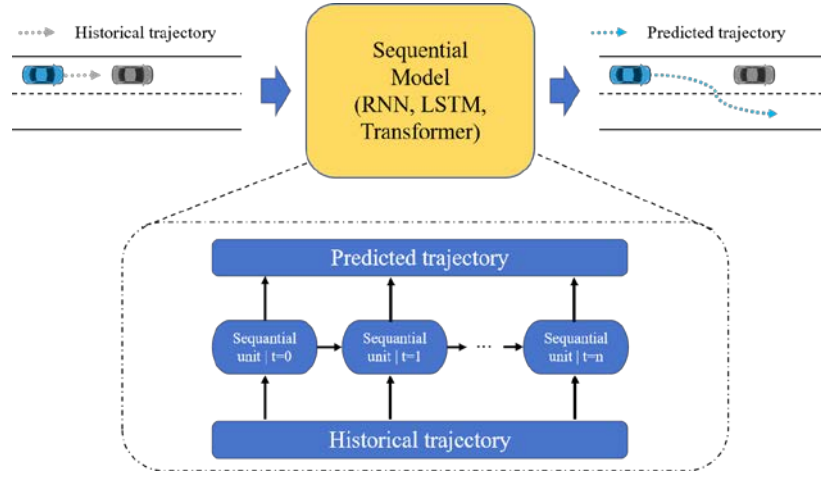 Historical trajectory
Sequential
Model
(RNN, LSTM,
Transformer)
Predicted trajectory
Predicted trajectory
Sequantial
unit | t=0
Sequantial
unit | t=1
...
Sequantial
unit | t=n
Historical trajectory